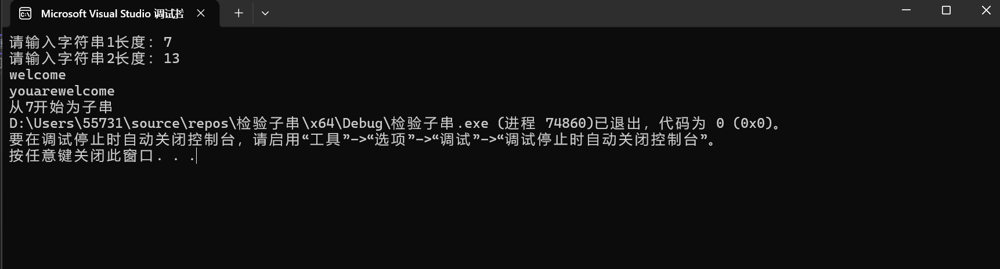 Microsoft Visual Studio 调试控
请输入字符串1长度：7
请输入字符串2长度：13
welcome
youarewelcome
从7开始为子串
D:\Users\55731\source\repos\检验子串\x64\Debug\检验子串.exe (进程 74860)已退出，代码为 0 (0x0)。
要在调试停止时自动关闭控制台，请启用“工具”->“选项”->“调试”->“调试停止时自动关闭控制台”。
按任意键关闭此窗口. . .